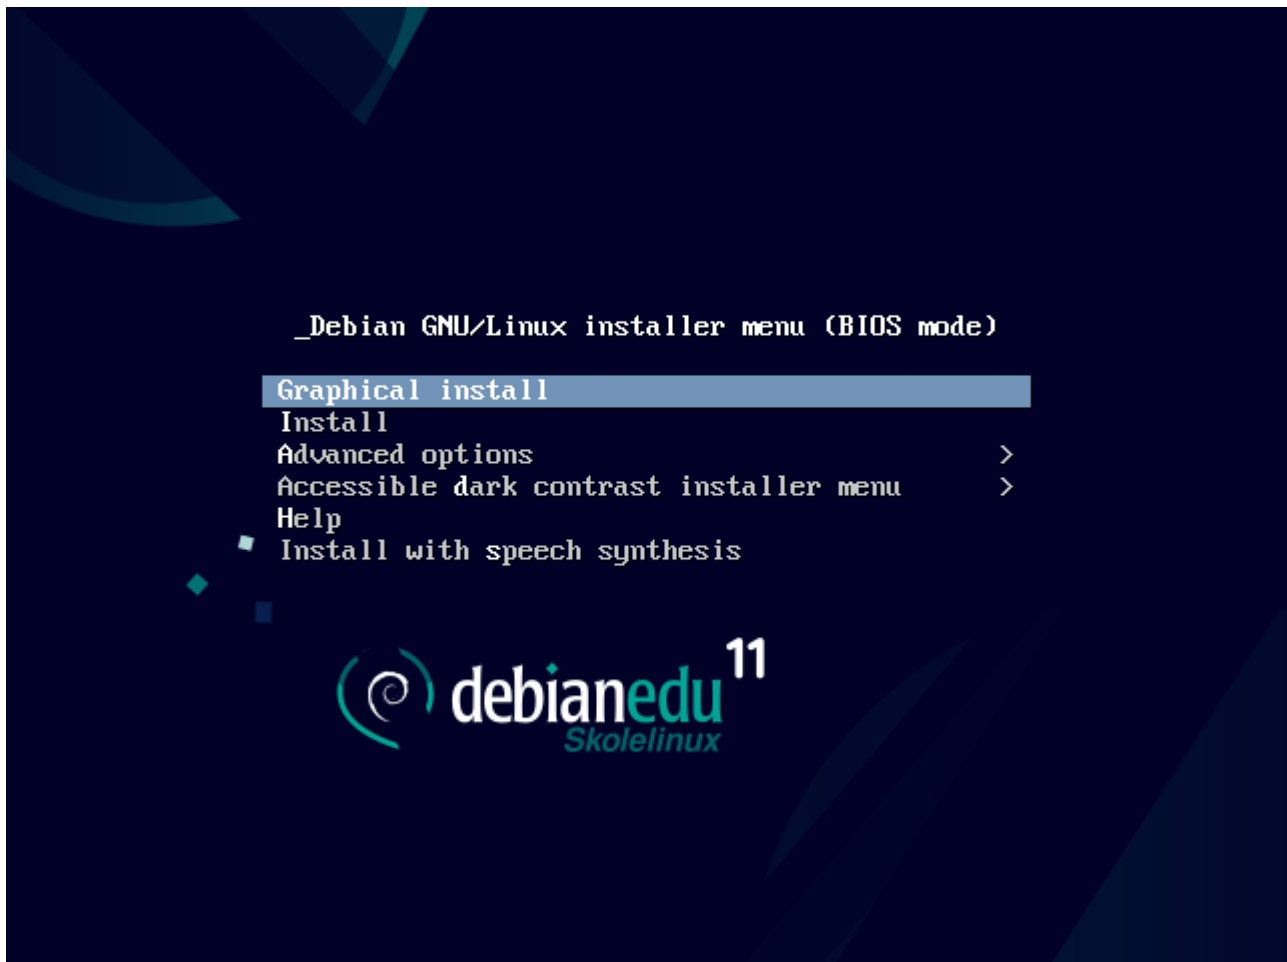 _Debian GNU/Linux installer menu (BIOS mode)
Graphical install
Install
Advanced options >
Accessible dark contrast installer menu >
Help
Install with speech synthesis
debianedu 11
Skolelinux